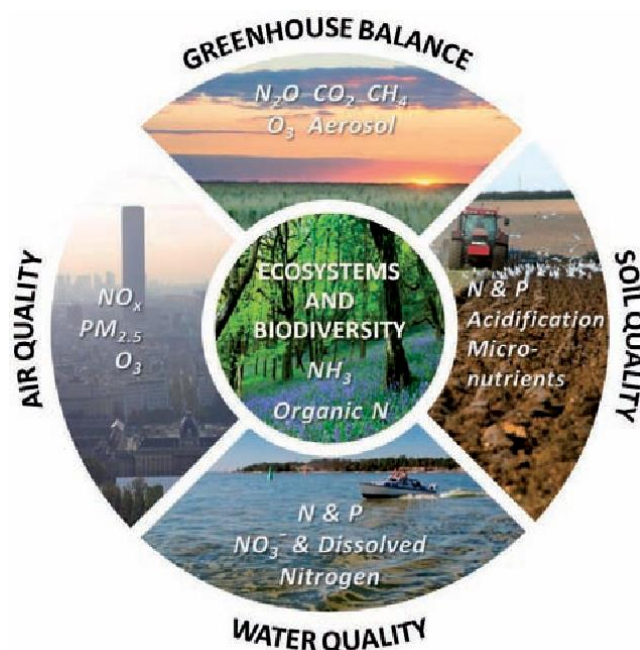 GREENHOUSE BALANCE
N₂O CO₂ CH₄
O₃ Aerosol
AIR QUALITY
NOₓ
PM₂.₅
O₃
ECOSYSTEMS
AND
BIODIVERSITY
NH₃
Organic N
SOIL QUALITY
N & P
Acidification
Micro-
nutrients
N & P
NO₃⁻ & Dissolved
Nitrogen
WATER QUALITY